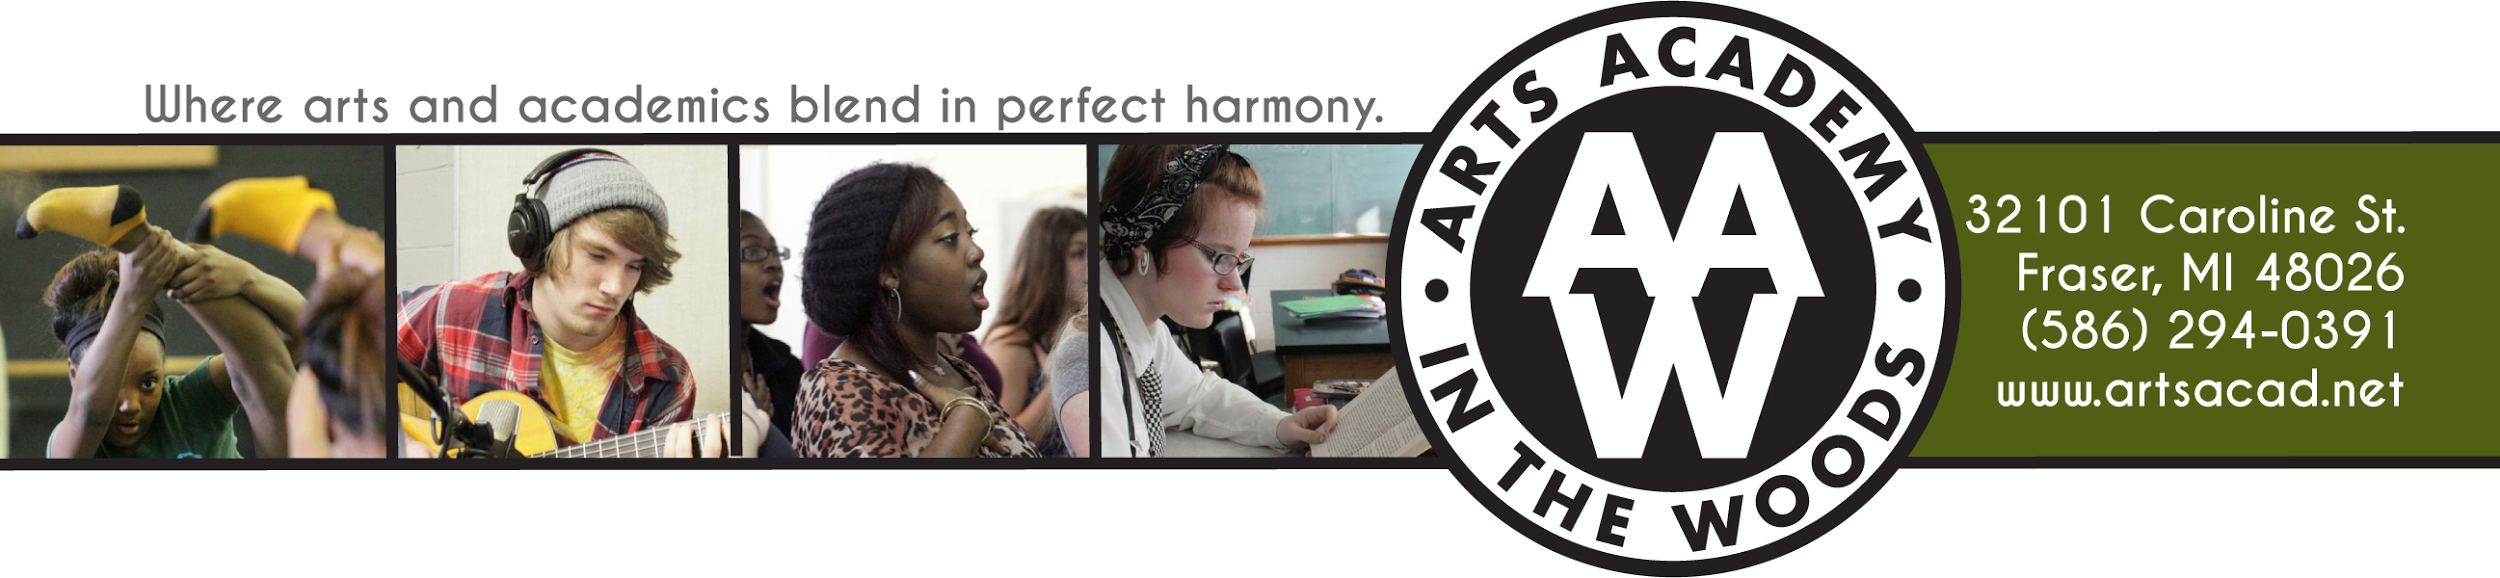 Where arts and academics blend in perfect harmony.
ARTS ACADEMY
IN THE WOODS
AA
W
32101 Caroline St.
Fraser, MI 48026
(586) 294-0391
www.artsacad.net